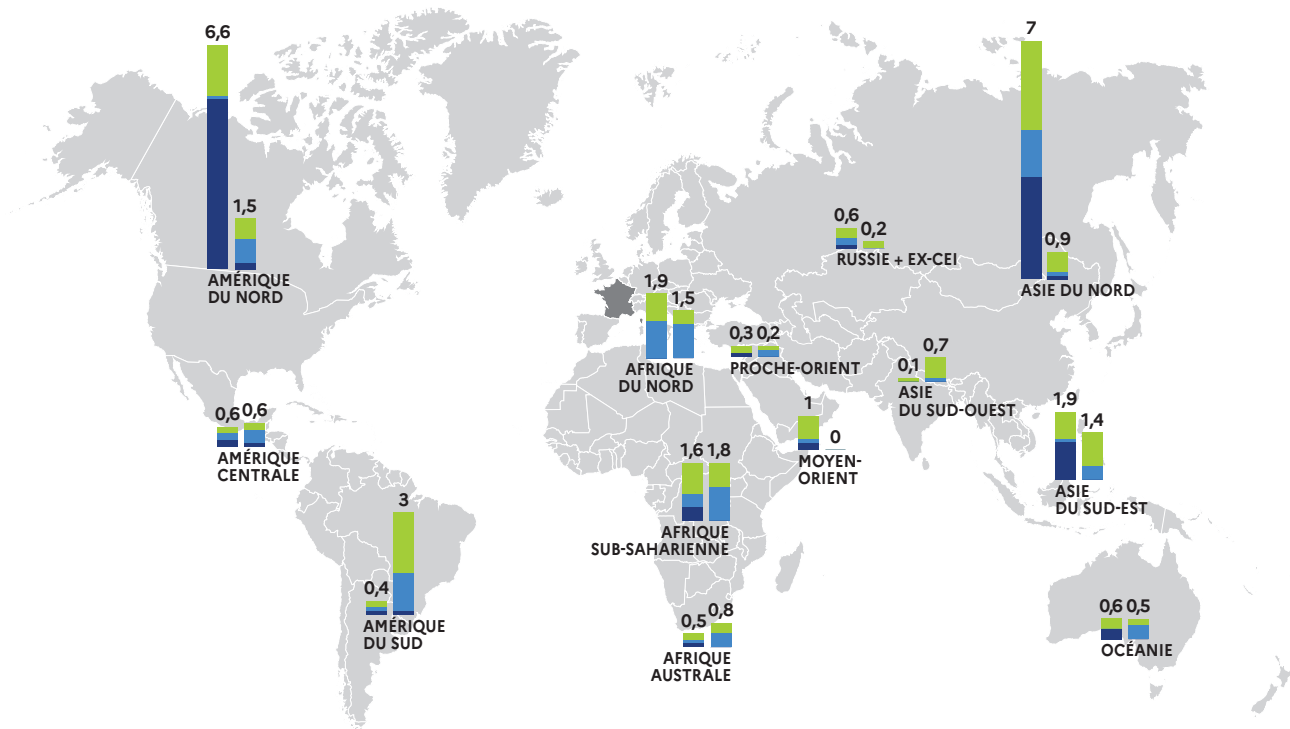 6,6
1,5
AMÉRIQUE
DU NORD
7
0,9
ASIE DU NORD
0,6
0,2
RUSSIE + EX-CEI
1,9
1,5
AFRIQUE
DU NORD
0,3 0,2
PROCHE-ORIENT
0,1
0,7
ASIE
DU SUD-OUEST
0,6 0,6
AMÉRIQUE
CENTRALE
1
0
MOYEN-
ORIENT
1,9
1,4
ASIE
DU SUD-EST
1,6 1,8
AFRIQUE
SUB-SAHARIENNE
0,4
3
AMÉRIQUE
DU SUD
0,5 0,8
AFRIQUE
AUSTRALE
0,6 0,5
OCÉANIE